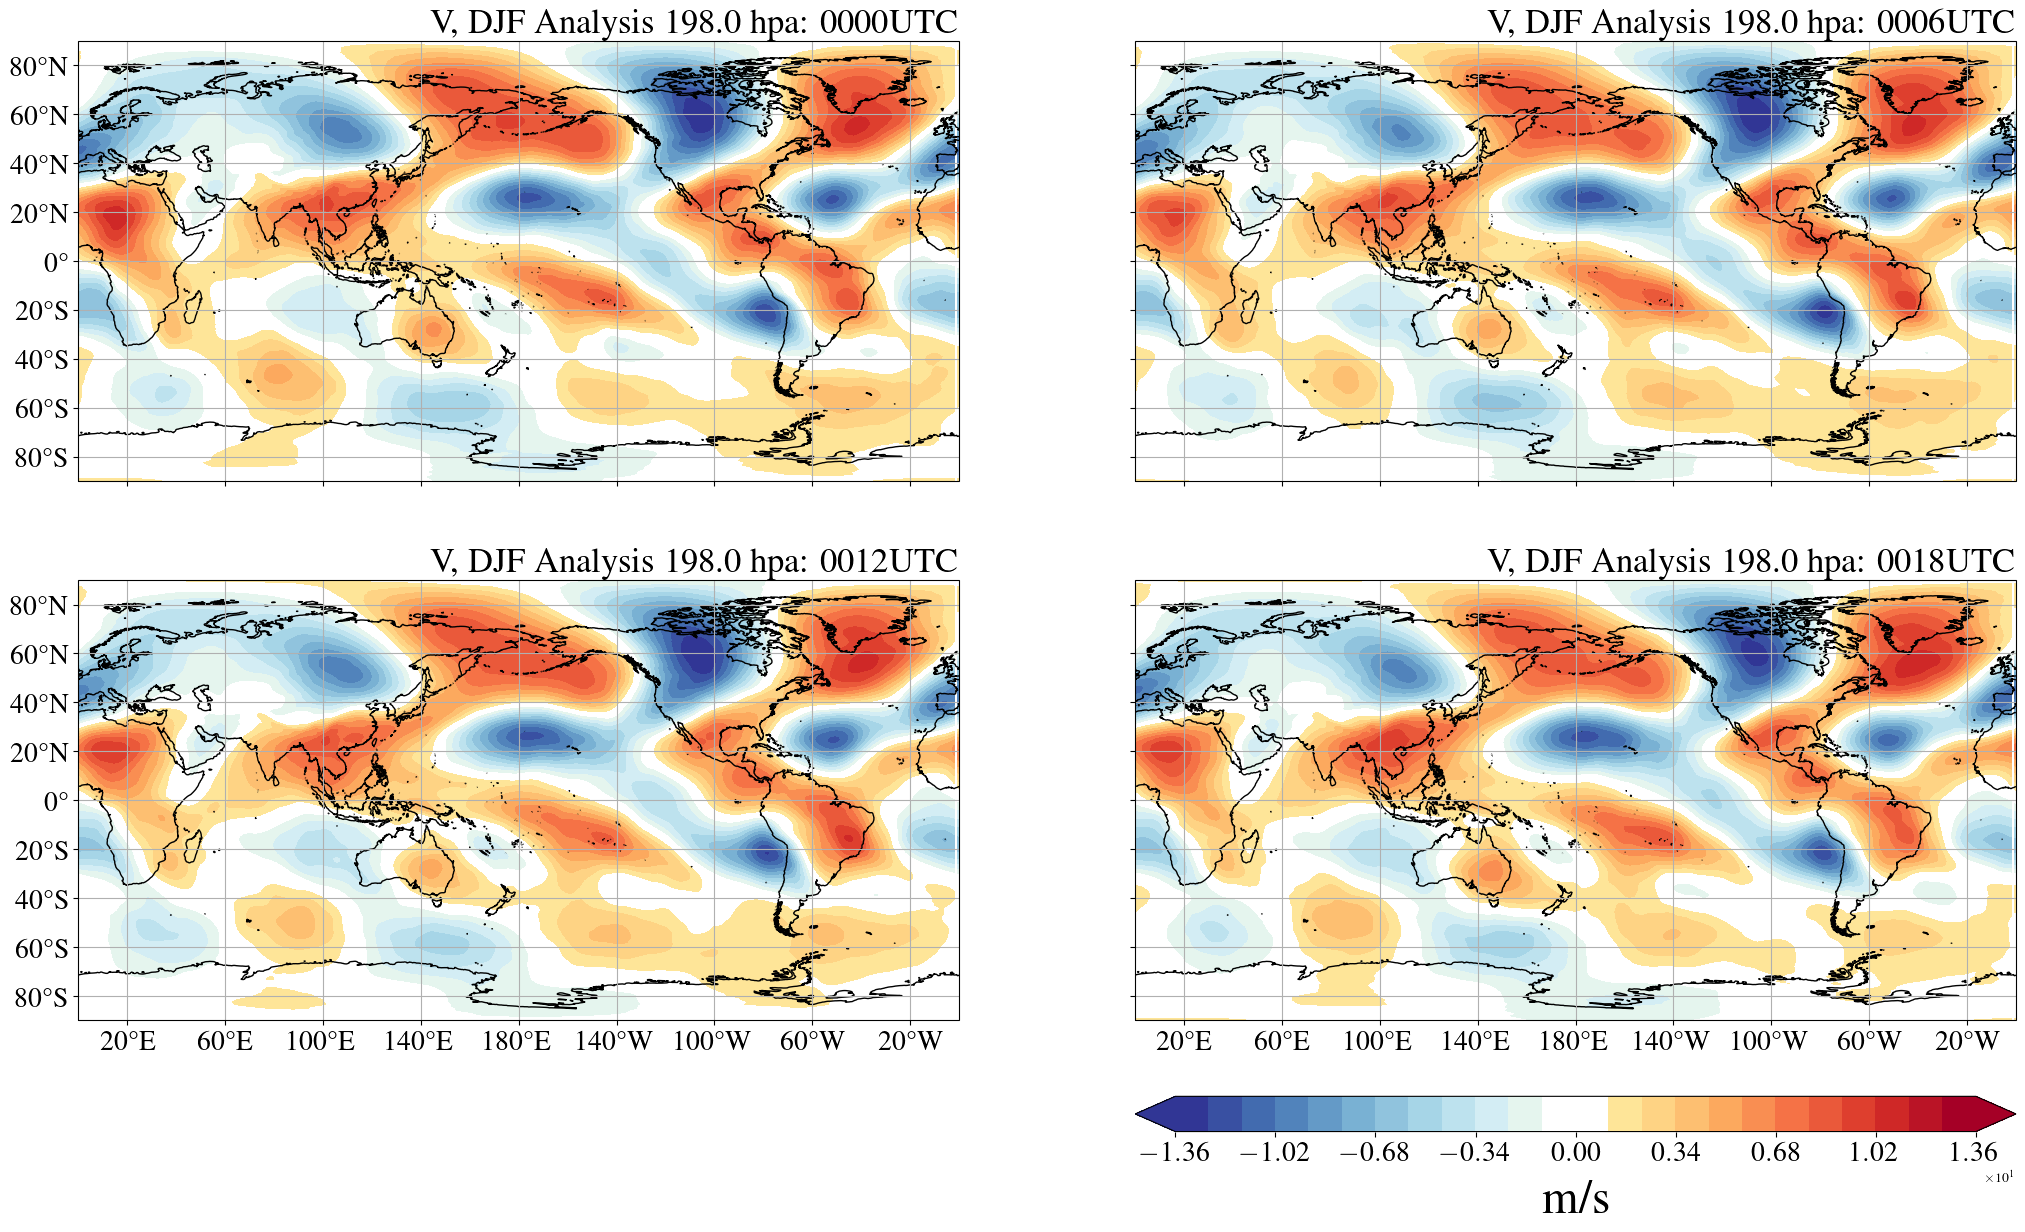 V, DJF Analysis 198.0 hpa: 0000UTC
V, DJF Analysis 198.0 hpa: 0006UTC
80°N
60°N
40°N
20°N
0°
20°S
40°S
60°S
80°S
V, DJF Analysis 198.0 hpa: 0012UTC
V, DJF Analysis 198.0 hpa: 0018UTC
80°N
60°N
40°N
20°N
0°
20°S
40°S
60°S
80°S
20°E 60°E 100°E 140°E 180°E 140°W 100°W 60°W 20°W
20°E 60°E 100°E 140°E 180°E 140°W 100°W 60°W 20°W
−1.36 −1.02 −0.68 −0.34 0.00 0.34 0.68 1.02 1.36
×10¹
m/s